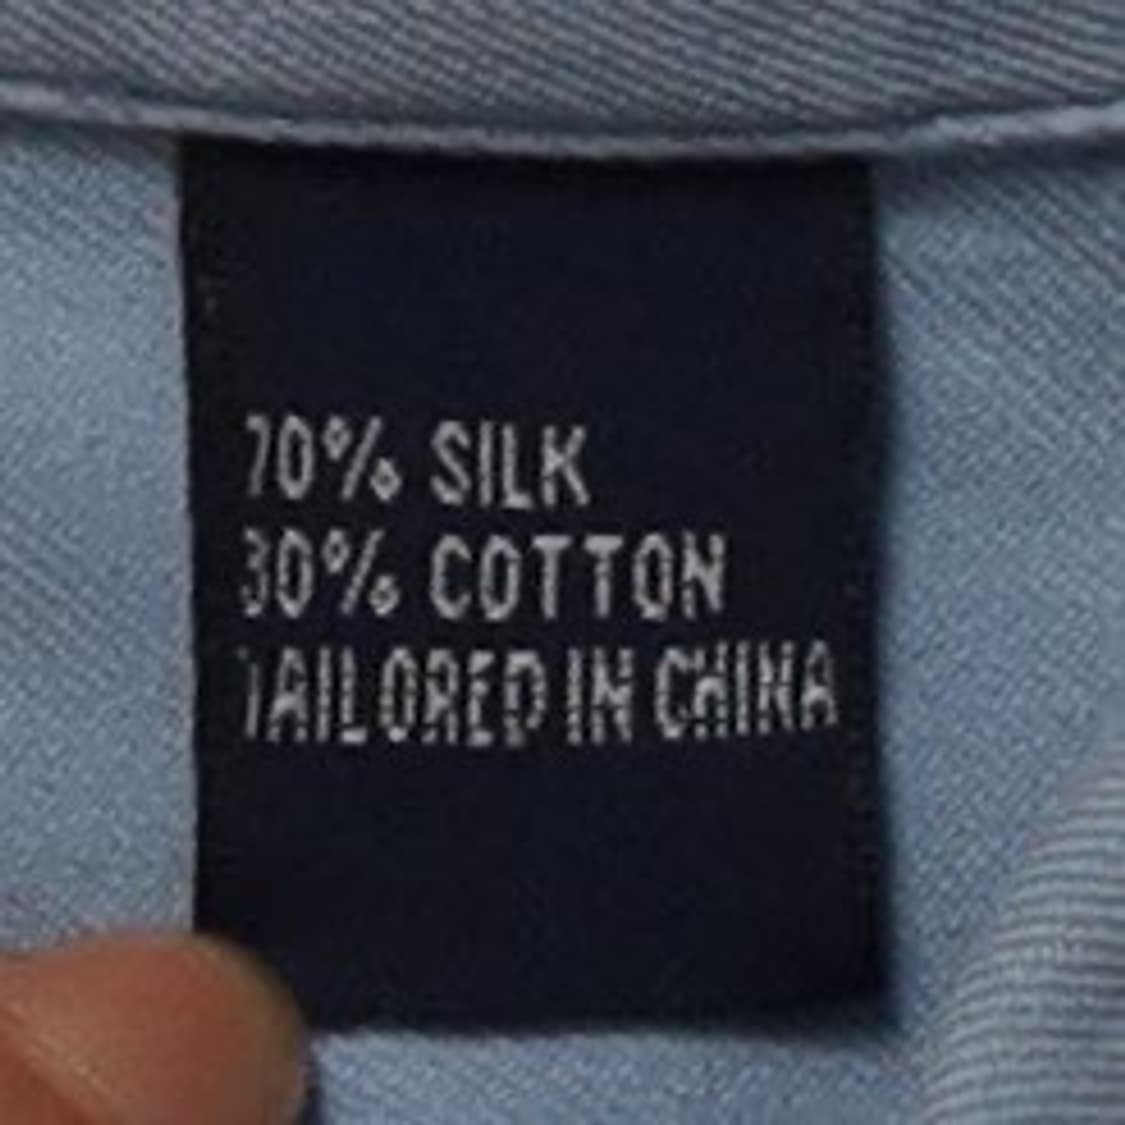 70% SILK
30% COTTON
TAILORED IN CHINA